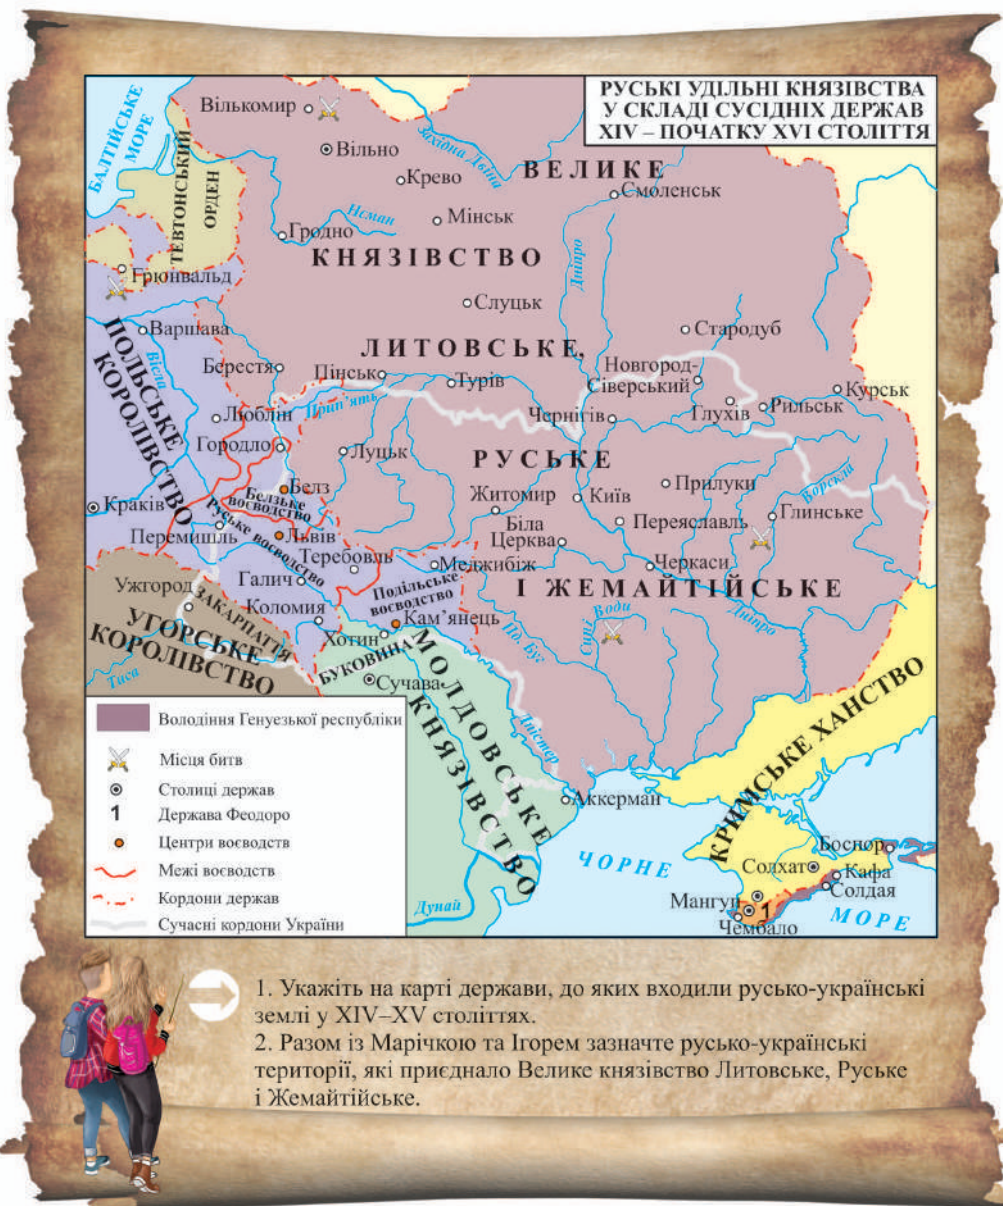 РУСЬКІ УДІЛЬНІ КНЯЗІВСТВА
У СКЛАДІ СУСІДНІХ ДЕРЖАВ
XIV – ПОЧАТКУ XVI СТОЛІТТЯ
БАЛТІЙСЬКЕ
МОРЕ
ТЕВТОНСЬКИЙ
ОРДЕН
Вількомир
Вільно
Західна Двіна
ВЕЛИКЕ
Крево
Смоленськ
Мінськ
Неман
Гродно
Дніпро
КНЯЗІВСТВО
Грюнвальд
Слуцьк
Стародуб
Варшава
ПОЛЬСЬКЕ
КОРОЛІВСТВО
Вісла
ЛИТОВСЬКЕ,
Берестя
Пінськ
Турів
Новгород-
Сіверський
Курськ
Прип'ять
Глухів
Рильськ
Люблін
Чернігів
Городло
Луцьк
РУСЬКЕ
Белз
Белзьке
воєводство
Житомир
Київ
Прилуки
Ворскла
Краків
Руське воєводство
Біла
Церква
Переяславль
Глинське
Перемишль
Львів
Теребовль
Меджибіж
Черкаси
Ужгород
Галич
Подільське
воєводство
І ЖЕМАЙТІЙСЬКЕ
ЗАКАРПАТТЯ
Коломия
Кам’янець
Сині Води
Дніпро
УГОРСЬКЕ
КОРОЛІВСТВО
Хотин
Пд. Буг
БУКОВИНА
МОЛДОВСЬКЕ
КНЯЗІВСТВО
Тиса
Сучава
Дністер
КРИМСЬКЕ ХАНСТВО
Аккерман
Дунай
ЧОРНЕ
МОРЕ
Боспор
Солхат
Кафа
Солдая
Мангуп
1
Чембало
Володіння Генуезької республіки
Місця битв
Столиці держав
1 Держава Феодоро
Центри воєводств
Межі воєводств
Кордони держав
Сучасні кордони України
1. Укажіть на карті держави, до яких входили русько-українські
землі у XIV–XV століттях.
2. Разом із Марічкою та Ігорем зазначте русько-українські
території, які приєднало Велике князівство Литовське, Руське
і Жемайтійське.